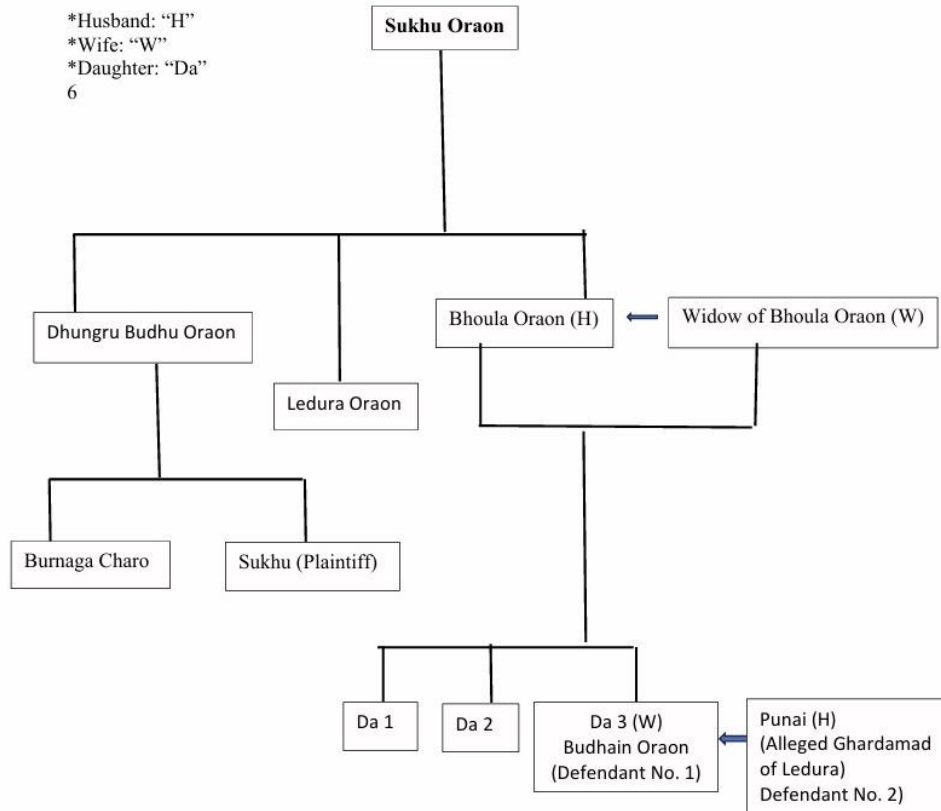 *Husband: “H”
*Wife: “W”
*Daughter: “Da”
6
Sukhu Oraon
Dhungru Budhu Oraon
Ledura Oraon
Bhoula Oraon (H)
Widow of Bhoula Oraon (W)
Burnaga Charo
Sukhu (Plaintiff)
Da 1
Da 2
Da 3 (W)
Budhain Oraon
(Defendant No. 1)
Punai (H)
(Alleged Ghardamad
of Ledura)
Defendant No. 2)